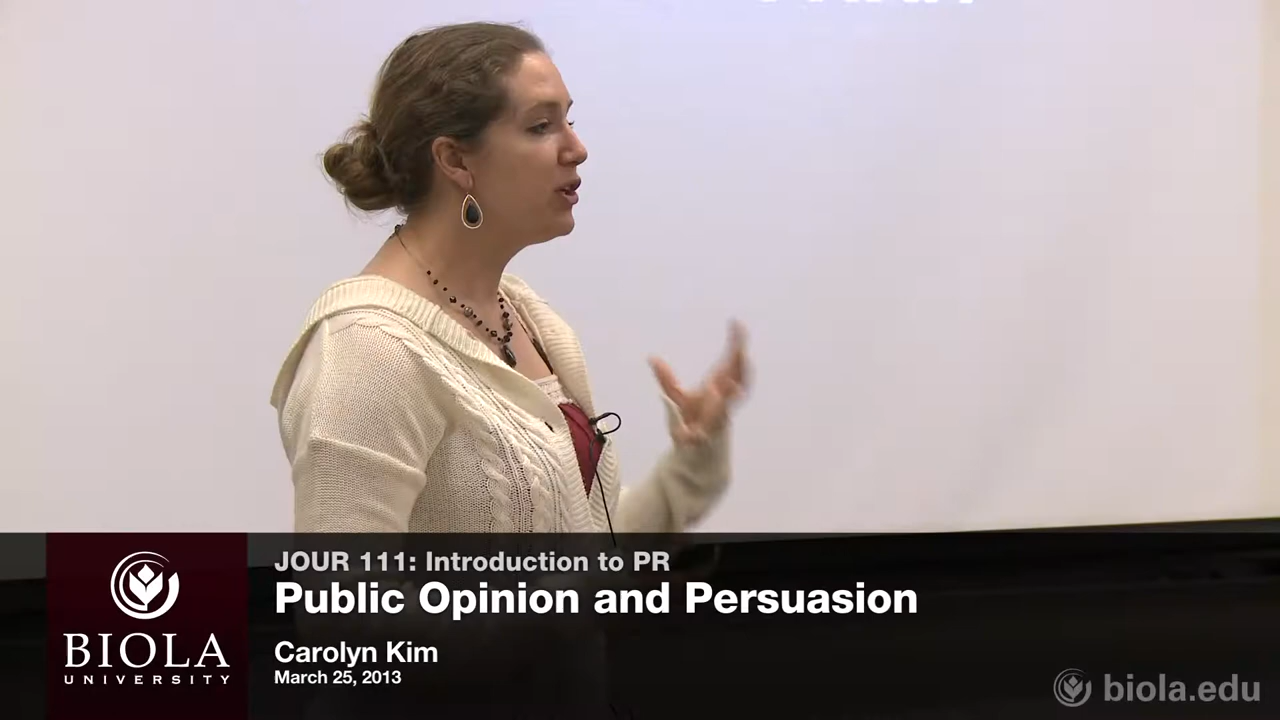 JOUR 111: Introduction to PR
Public Opinion and Persuasion
Carolyn Kim
March 25, 2013
BIOLA
UNIVERSITY
biola.edu